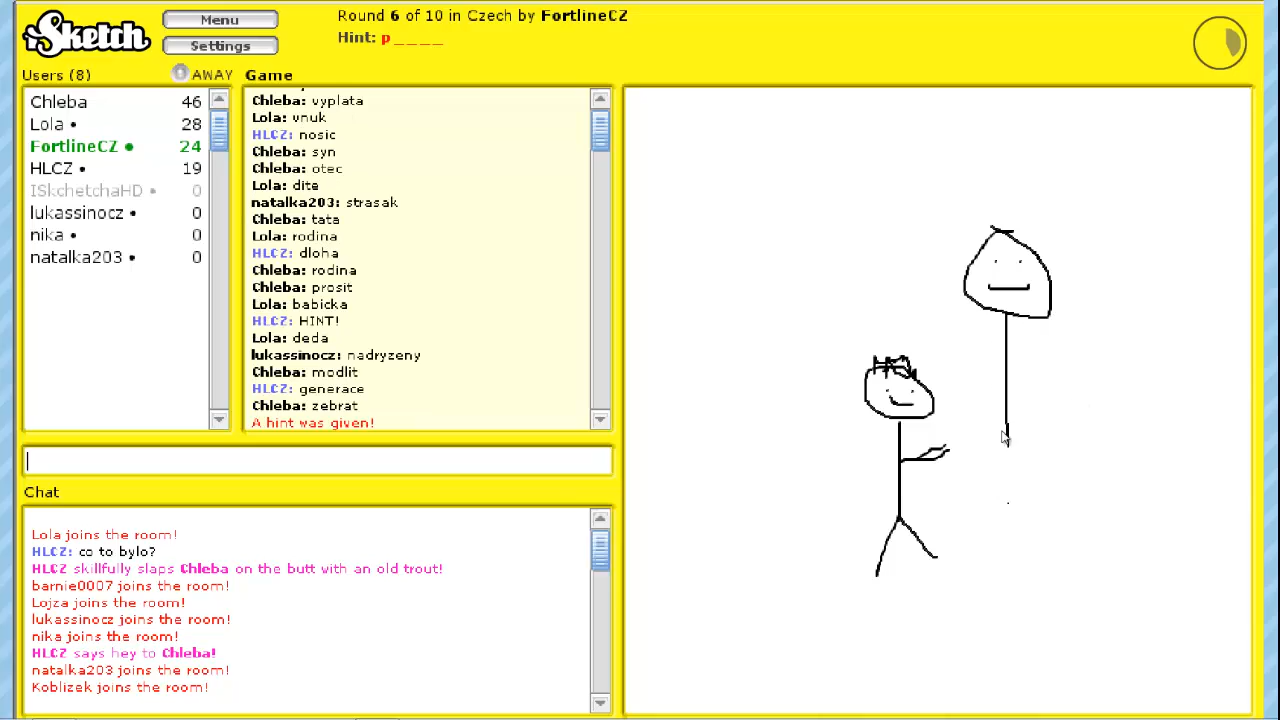 iSketch
Menu
Settings
Round 6 of 10 in Czech by FortlineCZ
Hint: p _ _ _ _
Users (8)
AWAY
Chleba 46
Lola • 28
FortlineCZ • 24
HLCZ • 19
ISkchetchaHD • 0
lukassinocz • 0
nika • 0
natalka203 • 0
Game
Chleba: vyplata
Lola: vnuk
HLCZ: nosic
Chleba: syn
Chleba: otec
Lola: dite
natalka203: strasak
Chleba: tata
Lola: rodina
HLCZ: dloha
Chleba: rodina
Chleba: prosit
Lola: babicka
HLCZ: HINT!
Lola: deda
lukassinocz: nadryzeny
Chleba: modlit
HLCZ: generace
Chleba: zebrat
A hint was given!
Chat
Lola joins the room!
HLCZ: co to bylo?
HLCZ skillfully slaps Chleba on the butt with an old trout!
barnie0007 joins the room!
Lojza joins the room!
lukassinocz joins the room!
nika joins the room!
HLCZ says hey to Chleba!
natalka203 joins the room!
Koblizek joins the room!